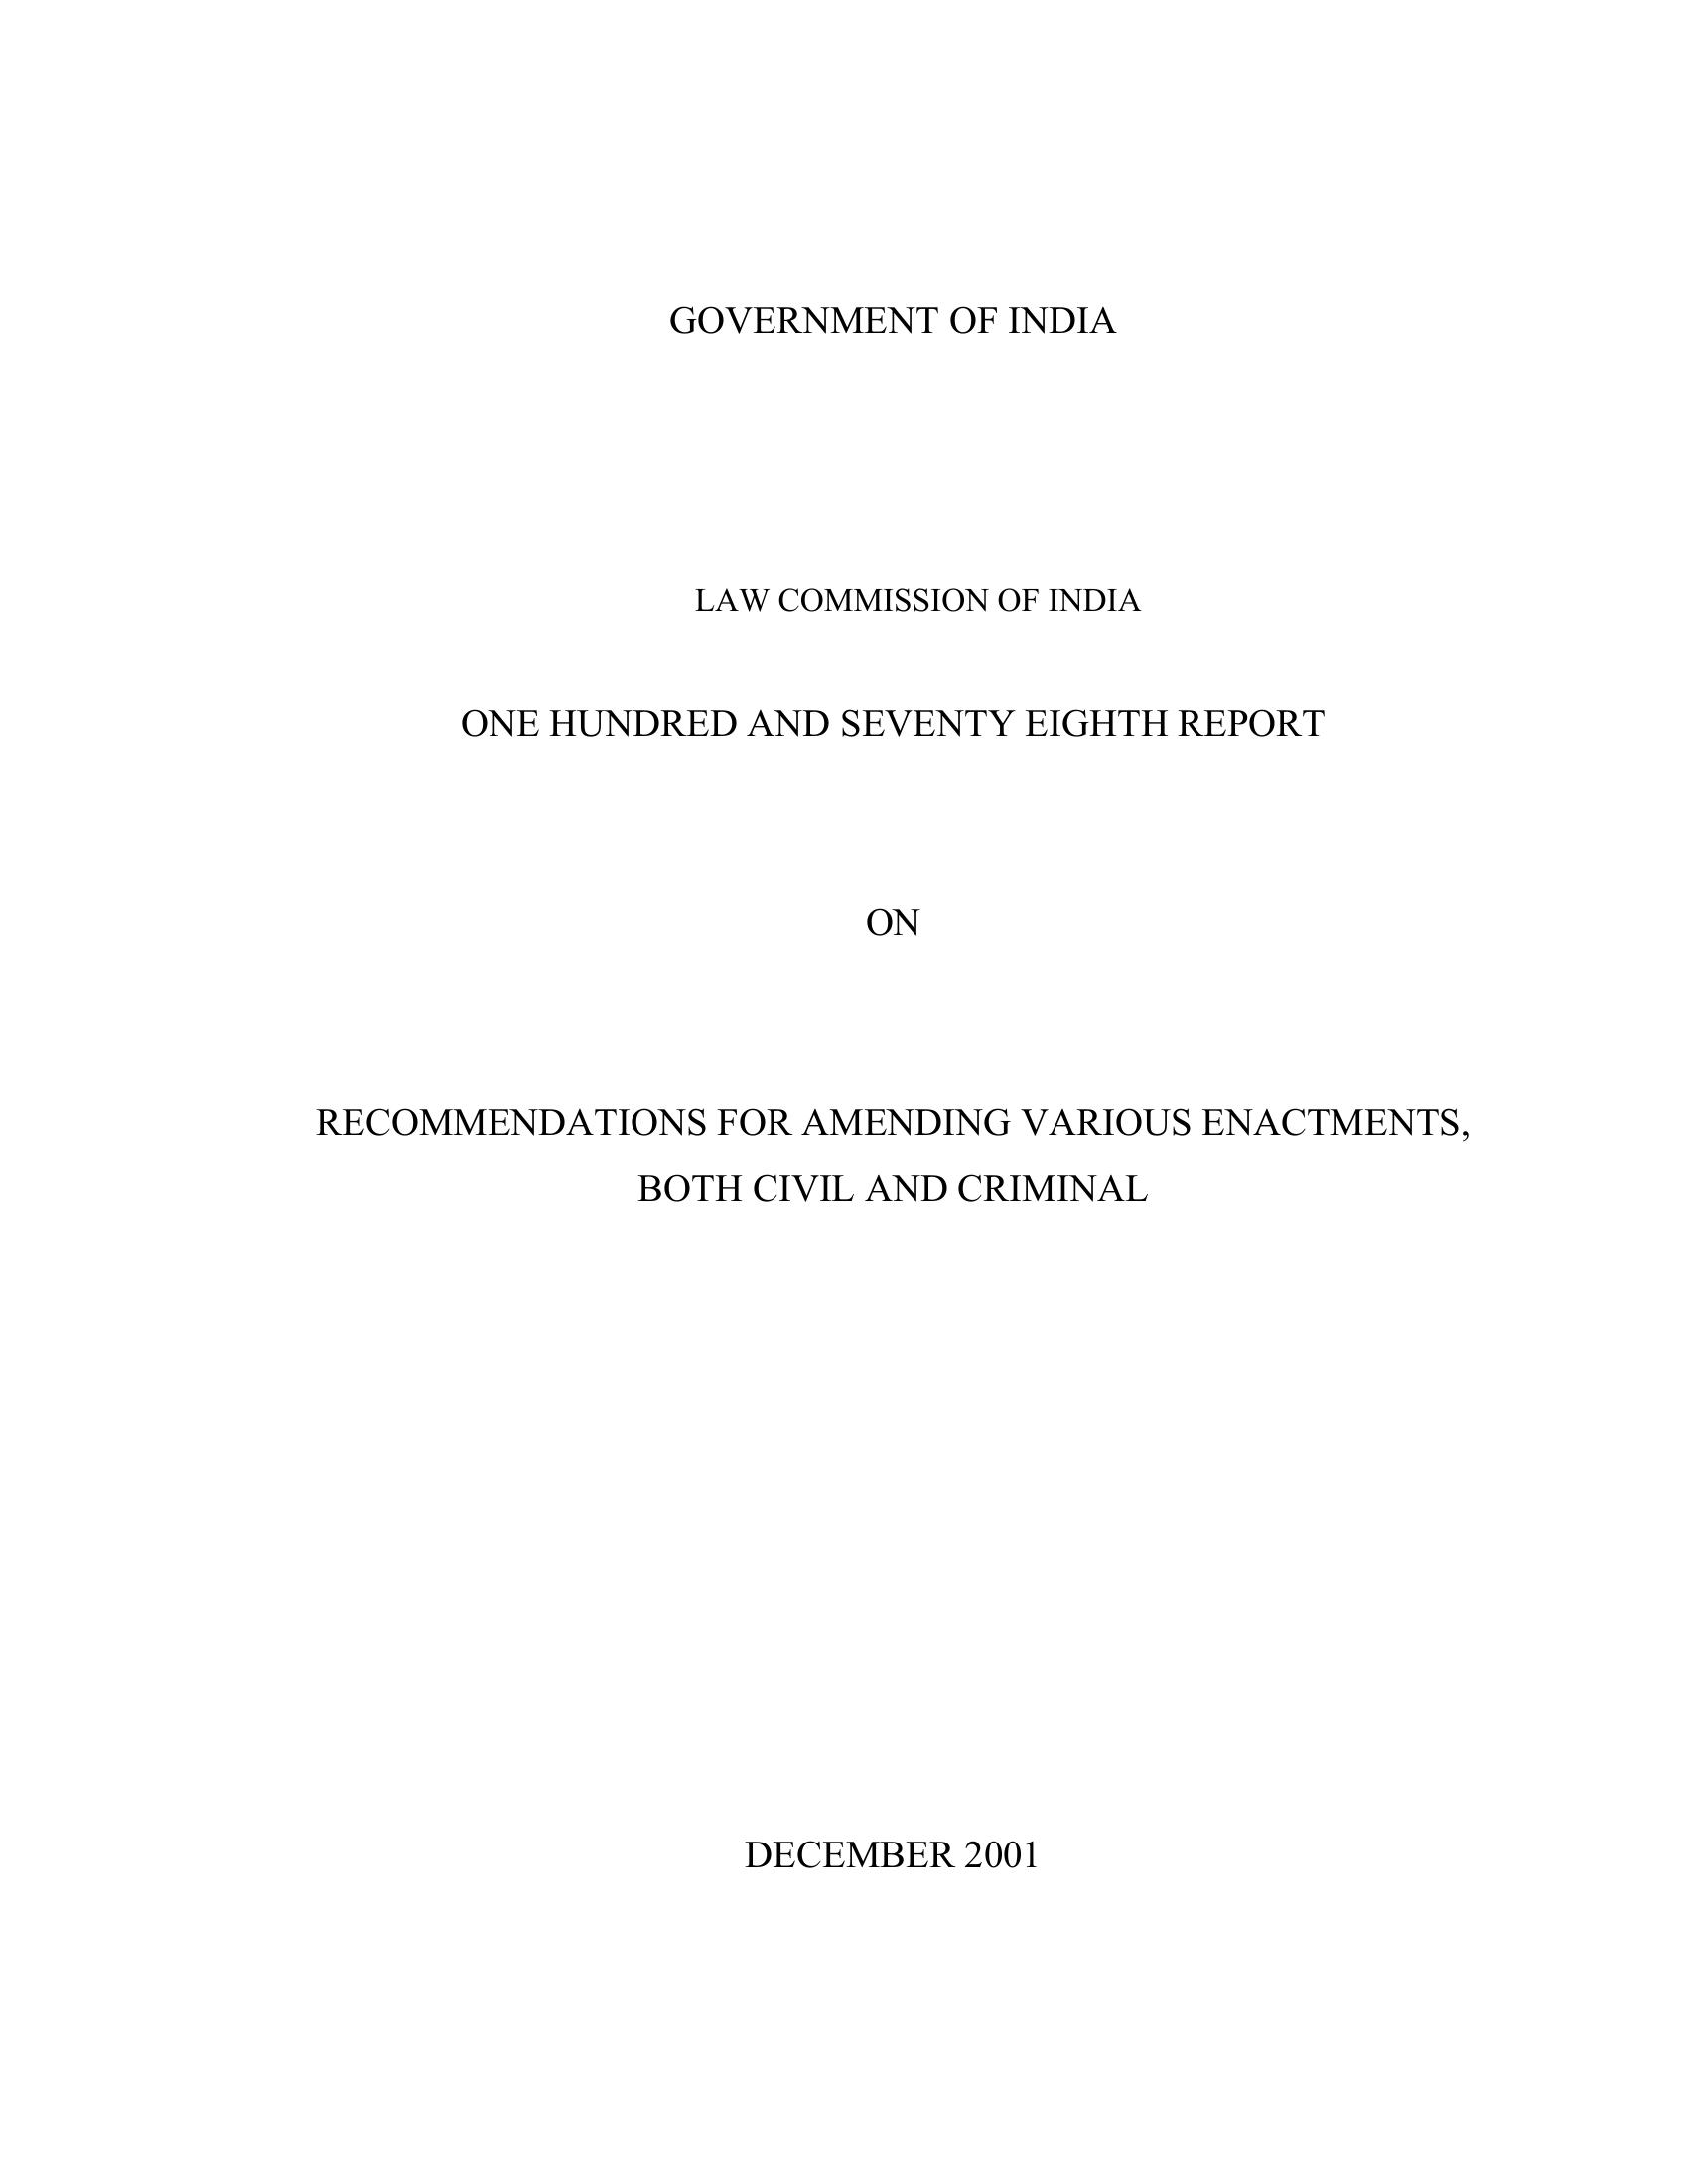 GOVERNMENT OF INDIA
LAW COMMISSION OF INDIA
ONE HUNDRED AND SEVENTY EIGHTH REPORT
ON
RECOMMENDATIONS FOR AMENDING VARIOUS ENACTMENTS,
BOTH CIVIL AND CRIMINAL
DECEMBER 2001